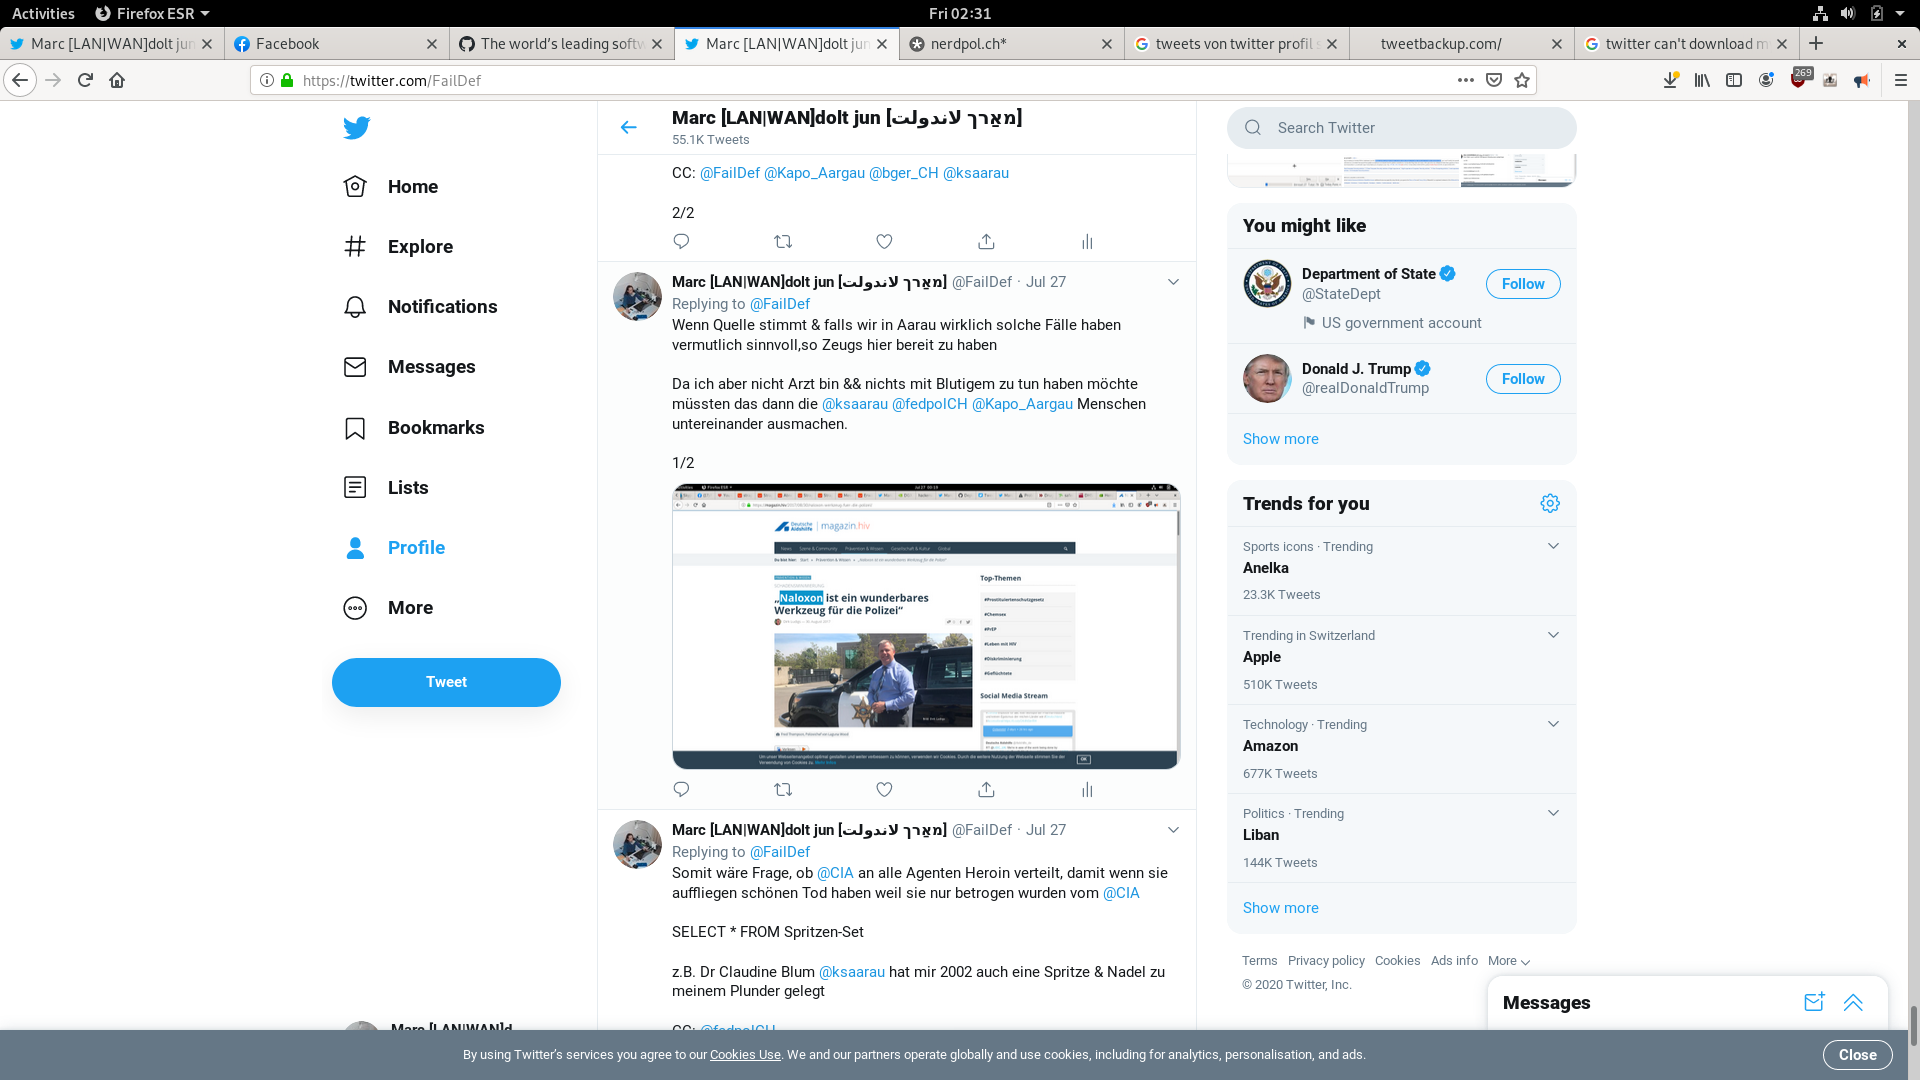 Activities Firefox ESR Fri 02:31
Marc [LAN|WAN]dolt jun
Facebook
The world's leading softw
Marc [LAN|WAN]dolt jun
nerdpol.ch*
tweets von twitter profil s
tweetbackup.com/
twitter can't download m
https://twitter.com/FailDef
269
Home
Explore
Notifications
Messages
Bookmarks
Lists
Profile
More
Tweet
Marc [LAN|WAN]d
Marc [LAN|WAN]dolt jun [מאַרך לאנדולת]
55.1K Tweets
CC: @FailDef @Kapo_Aargau @bger_CH @ksaarau
2/2
Marc [LAN|WAN]dolt jun [מאַרך לאנדולת] @FailDef · Jul 27
Replying to @FailDef
Wenn Quelle stimmt & falls wir in Aarau wirklich solche Fälle haben
vermutlich sinnvoll,so Zeugs hier bereit zu haben
Da ich aber nicht Arzt bin && nichts mit Blutigem zu tun haben möchte
müssten das dann die @ksaarau @fedpolCH @Kapo_Aargau Menschen
untereinander ausmachen.
1/2
Deutsche
Aidshilfe
magazin.hiv
„Naloxon ist ein wunderbares
Werkzeug für die Polizei“
Top-Themen
#Prostituiertenschutzgesetz
#Chemsex
#PrEP
#Leben mit HIV
#Diskriminierung
#Geflüchtete
Social Media Stream
OK
Marc [LAN|WAN]dolt jun [מאַרך לאנדולת] @FailDef · Jul 27
Replying to @FailDef
Somit wäre Frage, ob @CIA an alle Agenten Heroin verteilt, damit wenn sie
auffliegen schönen Tod haben weil sie nur betrogen wurden vom @CIA
SELECT * FROM Spritzen-Set
z.B. Dr Claudine Blum @ksaarau hat mir 2002 auch eine Spritze & Nadel zu
meinem Plunder gelegt
CC: @fedpolCH
Search Twitter
You might like
Department of State
@StateDept
US government account
Follow
Donald J. Trump
@realDonaldTrump
Follow
Show more
Trends for you
Sports icons · Trending
Anelka
23.3K Tweets
Trending in Switzerland
Apple
510K Tweets
Technology · Trending
Amazon
677K Tweets
Politics · Trending
Liban
144K Tweets
Show more
Terms Privacy policy Cookies Ads info More
© 2020 Twitter, Inc.
Messages
By using Twitter's services you agree to our Cookies Use. We and our partners operate globally and use cookies, including for analytics, personalisation, and ads.
Close